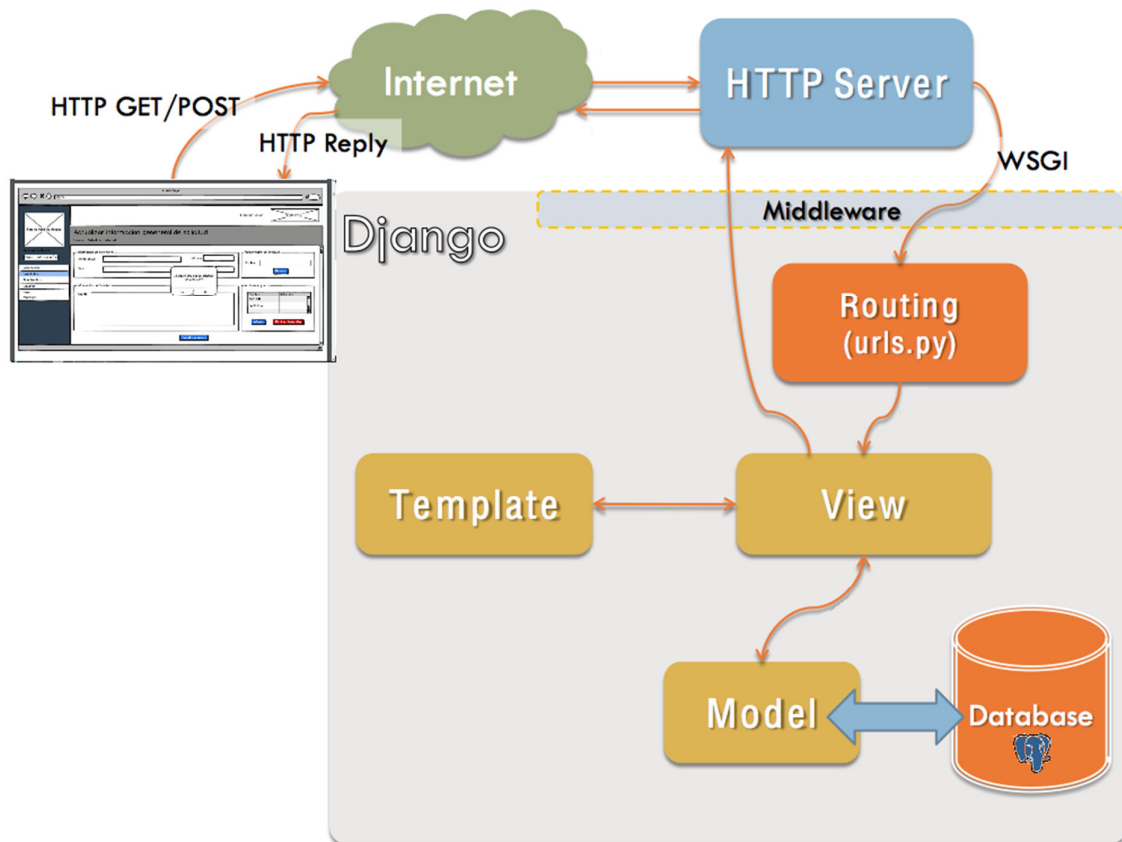 Internet
HTTP Server
HTTP GET/POST
HTTP Reply
WSGI
Middleware
Django
Routing
(urls.py)
Template
View
Model
Database